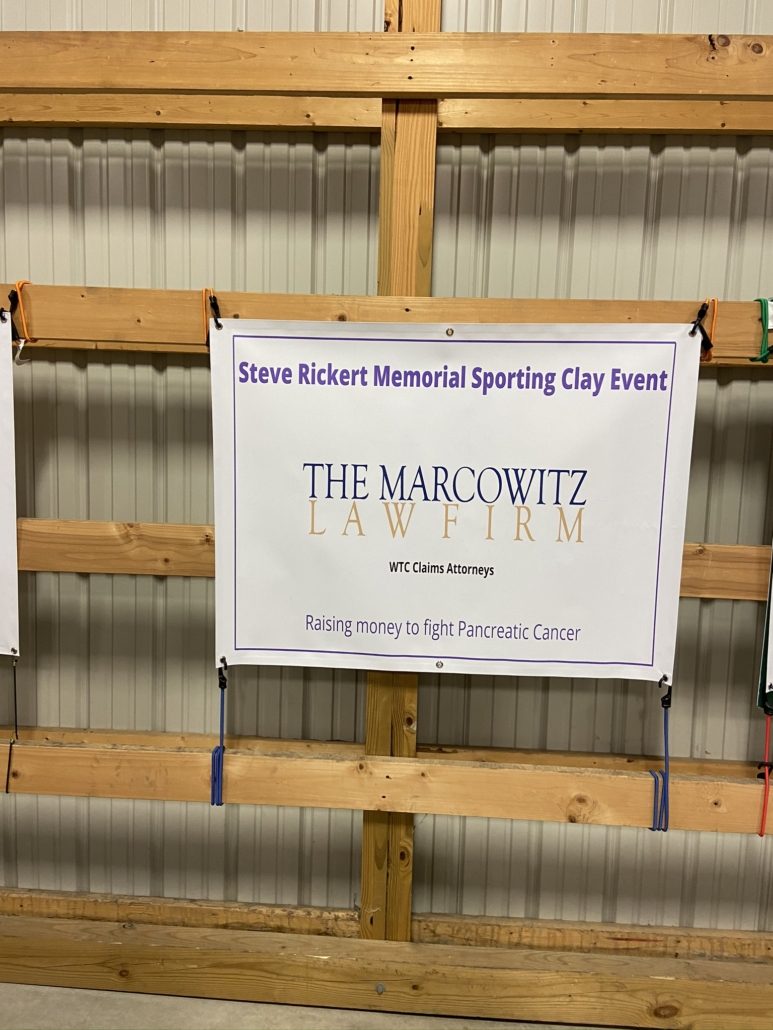 Steve Rickert Memorial Sporting Clay Event
THE MARCOWITZ
LAW FIRM
WTC Claims Attorneys
Raising money to fight Pancreatic Cancer